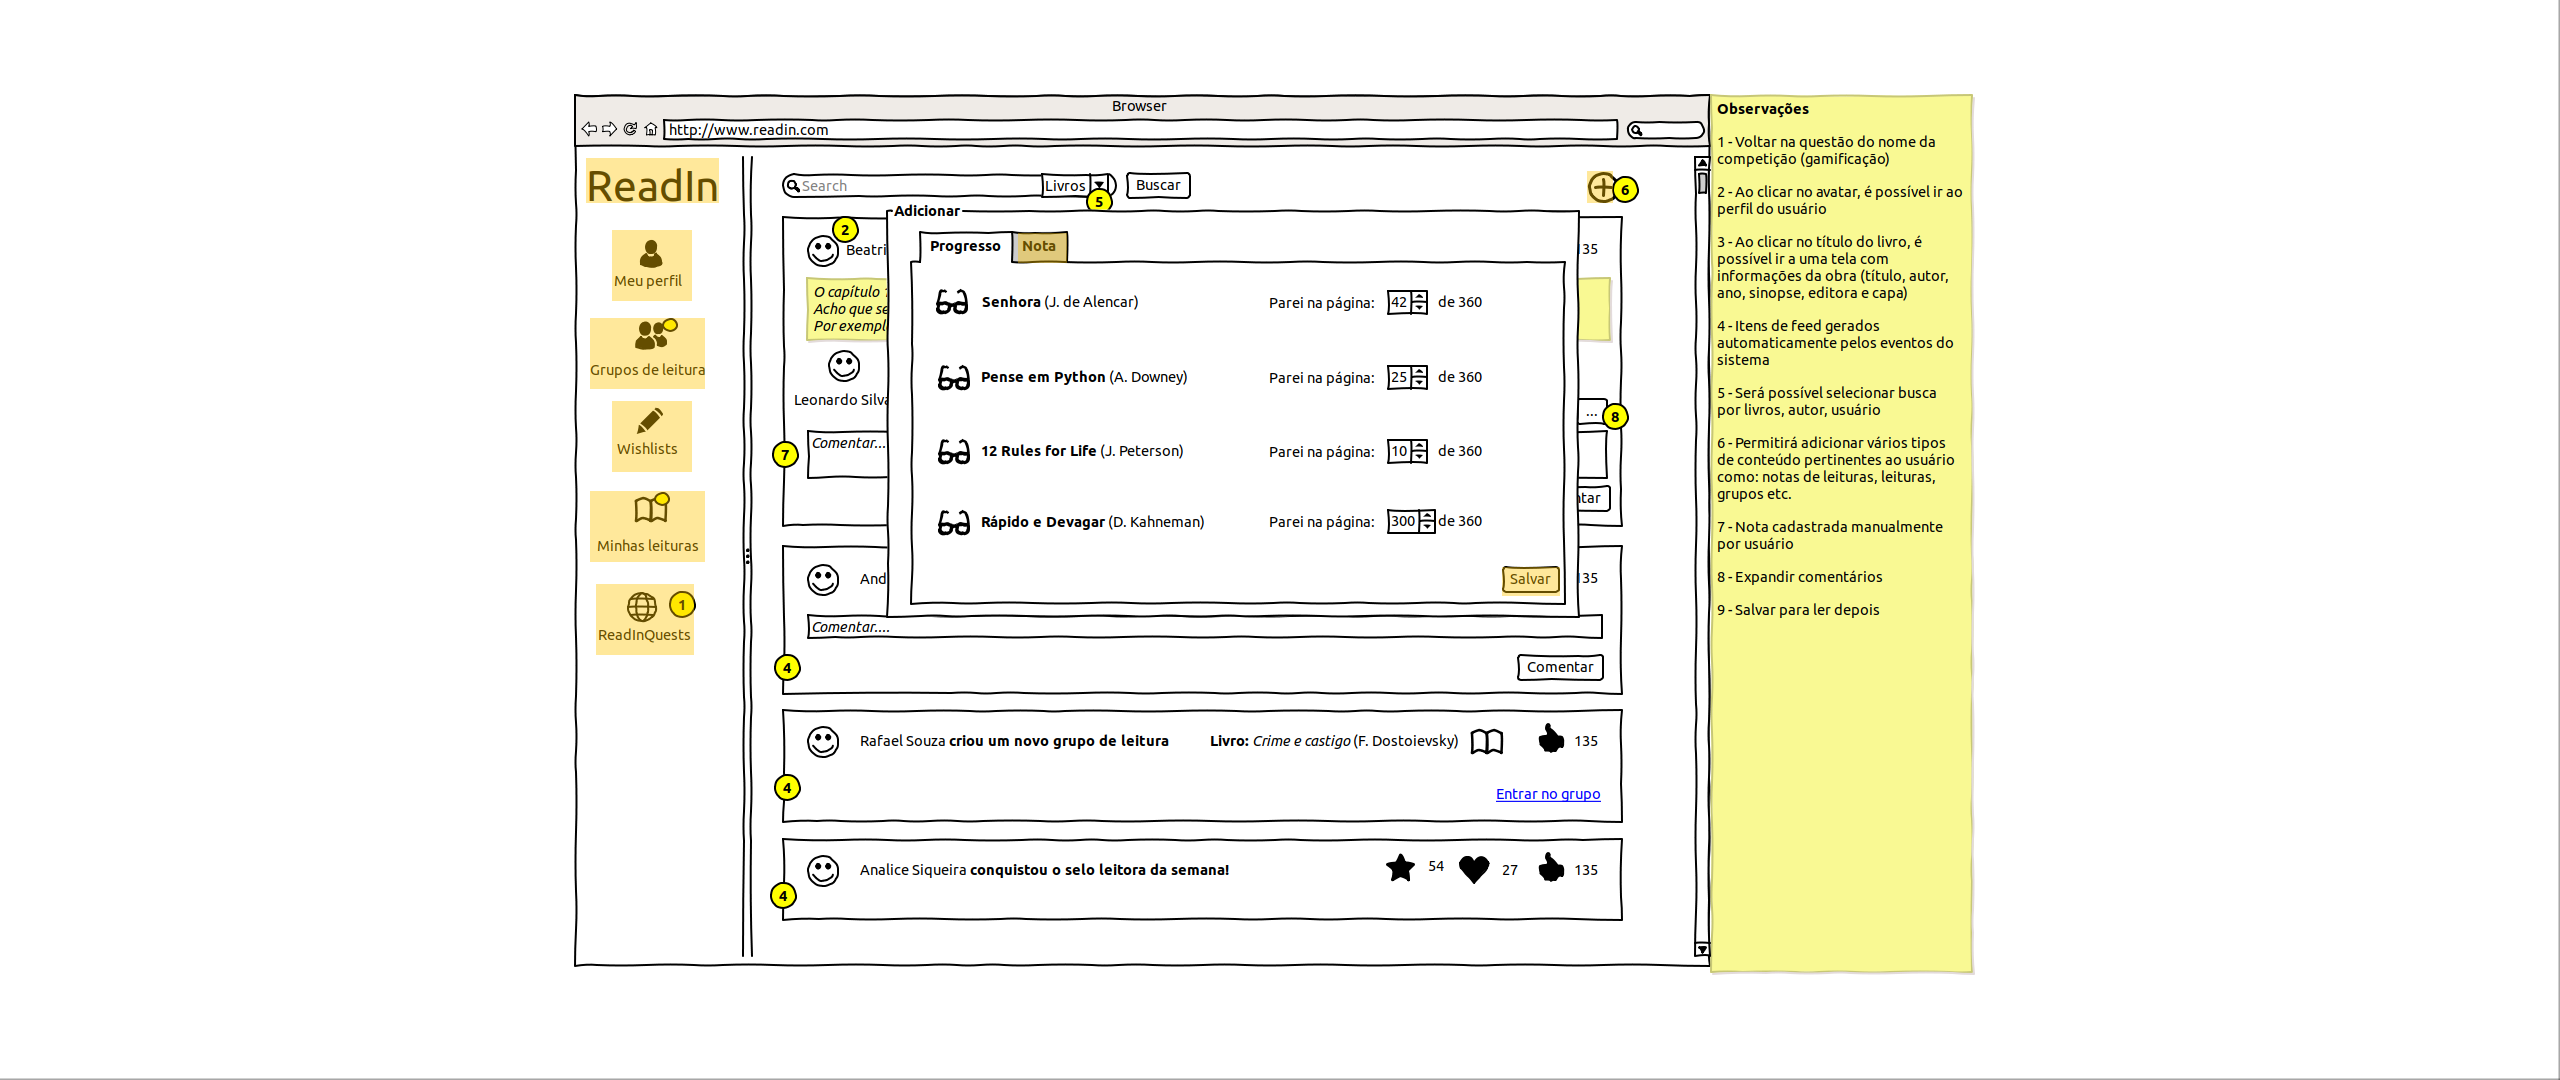 Browser
http://www.readin.com
ReadIn
Meu perfil
Grupos de leitura
Wishlists
Minhas leituras
1
ReadInQuests
Search
Livros
Buscar
5
6
Adicionar
Progresso
Nota
Senhora (J. de Alencar)
Parei na página:
42
de 360
Pense em Python (A. Downey)
Parei na página:
25
de 360
12 Rules for Life (J. Peterson)
Parei na página:
10
de 360
Rápido e Devagar (D. Kahneman)
Parei na página:
300
de 360
Salvar
2
135
O capítulo
Acho que
Leonardo Silva
...
8
7
Comentar...
135
Comentar....
4
Comentar
Rafael Souza criou um novo grupo de leitura
Livro: Crime e castigo (F. Dostoievsky)
135
4
Entrar no grupo
Analice Siqueira conquistou o selo leitora da semana!
54
27
135
4
Observações
1 - Voltar na questão do nome da
competição (gamificação)
2 - Ao clicar no avatar, é possível ir ao
perfil do usuário
3 - Ao clicar no título do livro, é
possível ir a uma tela com
informações da obra (título, autor,
ano, sinopse, editora e capa)
4 - Itens de feed gerados
automaticamente pelos eventos do
sistema
5 - Será possível selecionar busca
por livros, autor, usuário
6 - Permitirá adicionar vários tipos
de conteúdo pertinentes ao usuário
como: notas de leituras, leituras,
grupos etc.
7 - Nota cadastrada manualmente
por usuário
8 - Expandir comentários
9 - Salvar para ler depois